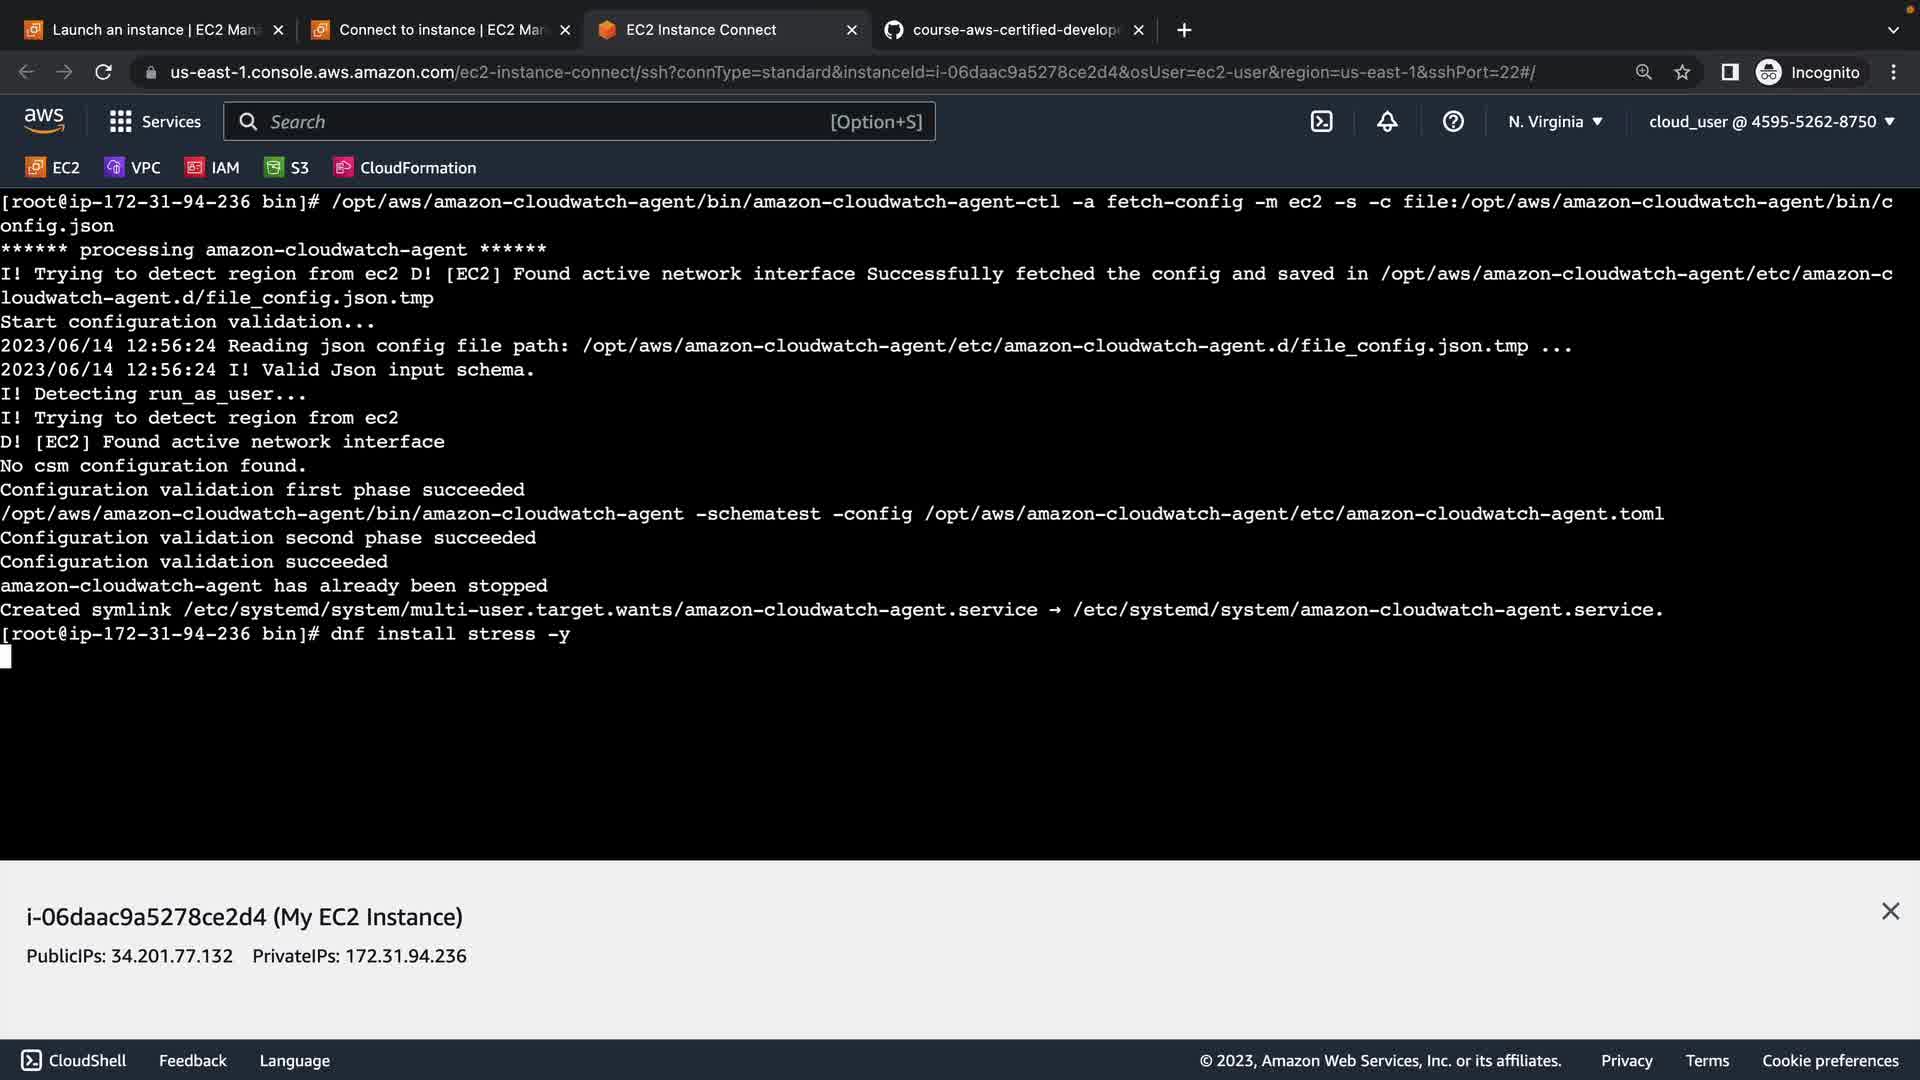 Launch an instance | EC2 Mana
Connect to instance | EC2 Man
EC2 Instance Connect
course-aws-certified-develope
us-east-1.console.aws.amazon.com/ec2-instance-connect/ssh?connType=standard&instanceId=i-06daac9a5278ce2d4&osUser=ec2-user&region=us-east-1&sshPort=22#/
Incognito
aws
Services
Search
[Option+S]
N. Virginia
cloud_user @ 4595-5262-8750
EC2
VPC
IAM
S3
CloudFormation
[root@ip-172-31-94-236 bin]# /opt/aws/amazon-cloudwatch-agent/bin/amazon-cloudwatch-agent-ctl -a fetch-config -m ec2 -s -c file:/opt/aws/amazon-cloudwatch-agent/bin/c
onfig.json
****** processing amazon-cloudwatch-agent ******
I! Trying to detect region from ec2 D! [EC2] Found active network interface Successfully fetched the config and saved in /opt/aws/amazon-cloudwatch-agent/etc/amazon-c
loudwatch-agent.d/file_config.json.tmp
Start configuration validation...
2023/06/14 12:56:24 Reading json config file path: /opt/aws/amazon-cloudwatch-agent/etc/amazon-cloudwatch-agent.d/file_config.json.tmp ...
2023/06/14 12:56:24 I! Valid Json input schema.
I! Detecting run_as_user...
I! Trying to detect region from ec2
D! [EC2] Found active network interface
No csm configuration found.
Configuration validation first phase succeeded
/opt/aws/amazon-cloudwatch-agent/bin/amazon-cloudwatch-agent -schematest -config /opt/aws/amazon-cloudwatch-agent/etc/amazon-cloudwatch-agent.toml
Configuration validation second phase succeeded
Configuration validation succeeded
amazon-cloudwatch-agent has already been stopped
Created symlink /etc/systemd/system/multi-user.target.wants/amazon-cloudwatch-agent.service → /etc/systemd/system/amazon-cloudwatch-agent.service.
[root@ip-172-31-94-236 bin]# dnf install stress -y
i-06daac9a5278ce2d4 (My EC2 Instance)
PublicIPs: 34.201.77.132 PrivateIPs: 172.31.94.236
CloudShell
Feedback
Language
© 2023, Amazon Web Services, Inc. or its affiliates.
Privacy
Terms
Cookie preferences